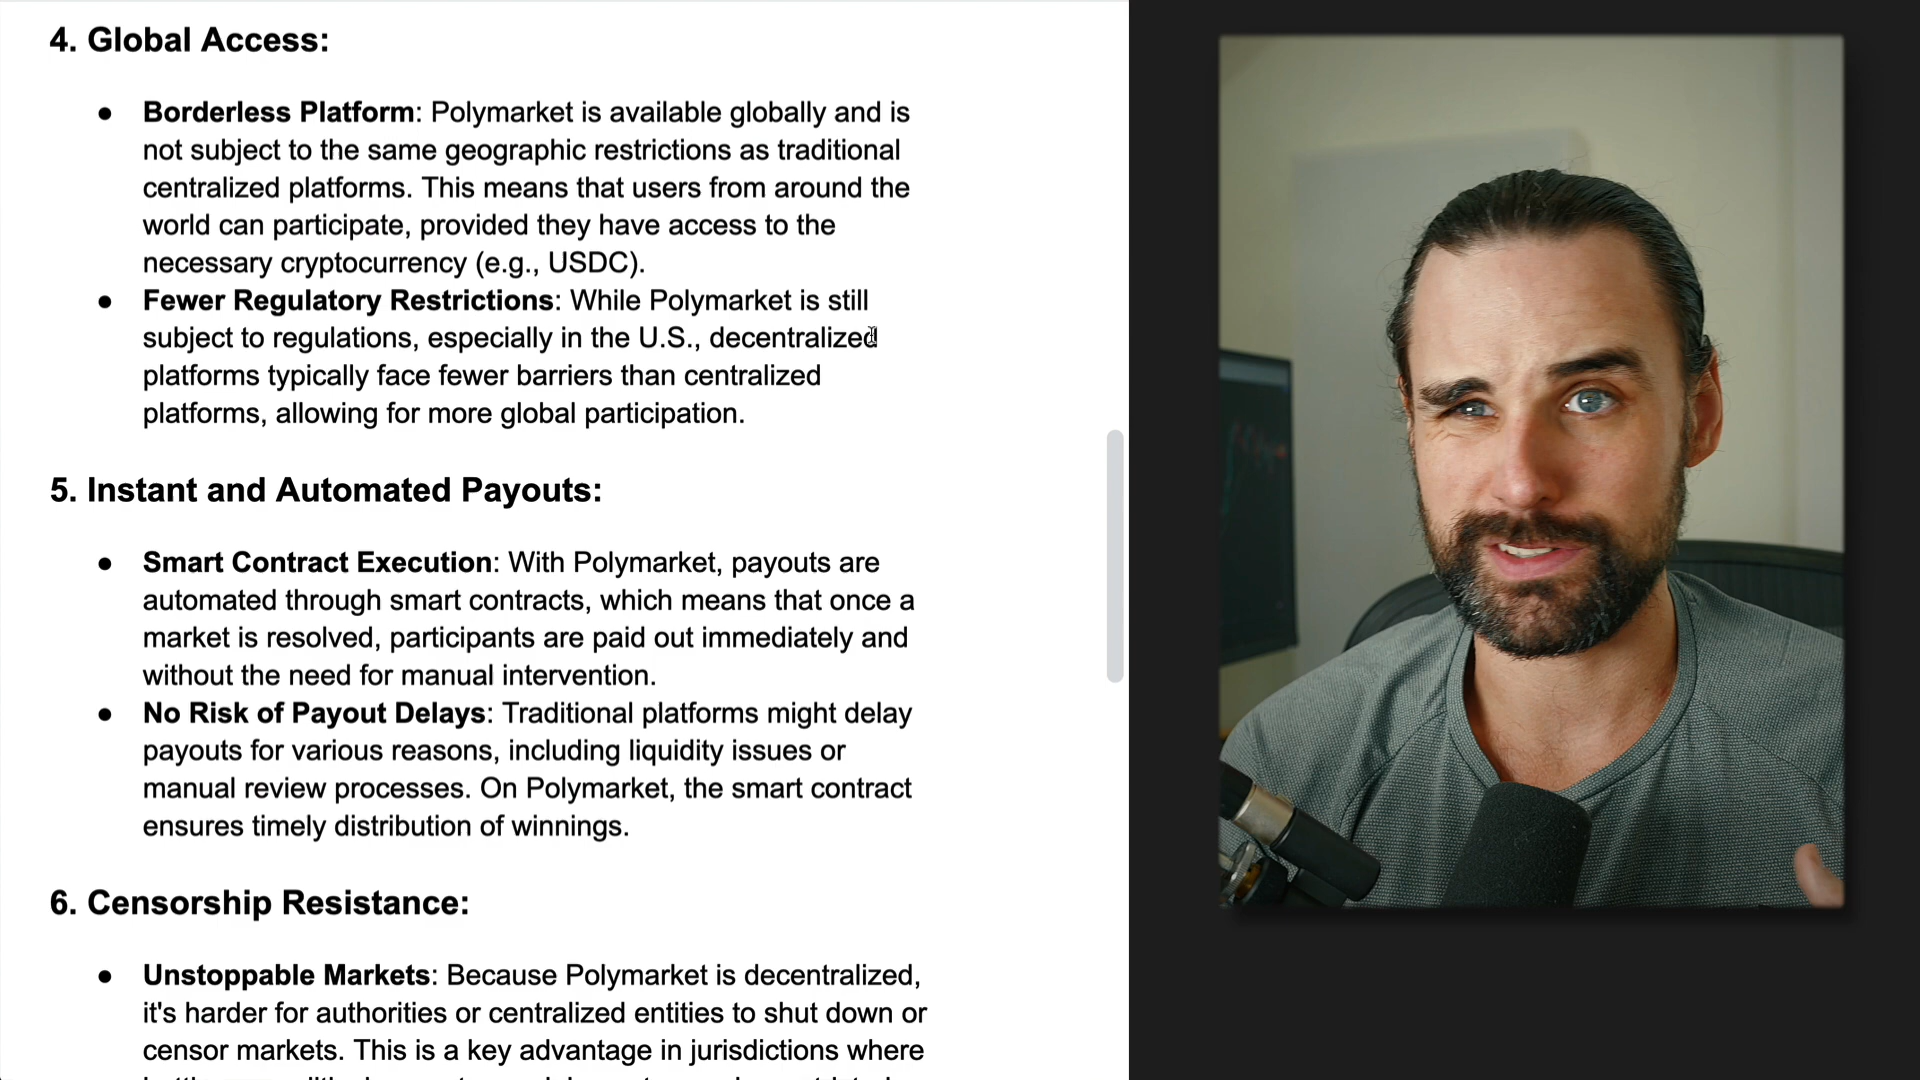 4. Global Access:
● Borderless Platform: Polymarket is available globally and is
not subject to the same geographic restrictions as traditional
centralized platforms. This means that users from around the
world can participate, provided they have access to the
necessary cryptocurrency (e.g., USDC).
● Fewer Regulatory Restrictions: While Polymarket is still
subject to regulations, especially in the U.S., decentralized
platforms typically face fewer barriers than centralized
platforms, allowing for more global participation.
5. Instant and Automated Payouts:
● Smart Contract Execution: With Polymarket, payouts are
automated through smart contracts, which means that once a
market is resolved, participants are paid out immediately and
without the need for manual intervention.
● No Risk of Payout Delays: Traditional platforms might delay
payouts for various reasons, including liquidity issues or
manual review processes. On Polymarket, the smart contract
ensures timely distribution of winnings.
6. Censorship Resistance:
● Unstoppable Markets: Because Polymarket is decentralized,
it's harder for authorities or centralized entities to shut down or
censor markets. This is a key advantage in jurisdictions where